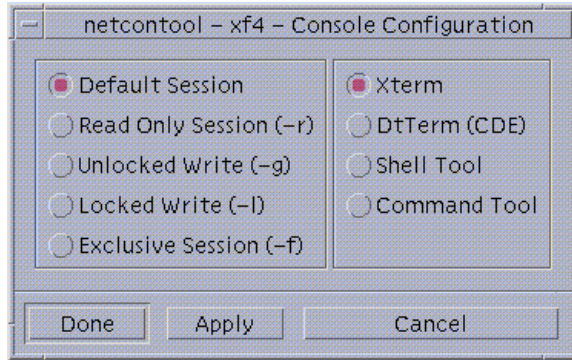 netcontool – xf4 – Console Configuration
Default Session
Read Only Session (–r)
Unlocked Write (–g)
Locked Write (–l)
Exclusive Session (–f)
Xterm
DtTerm (CDE)
Shell Tool
Command Tool
Done
Apply
Cancel